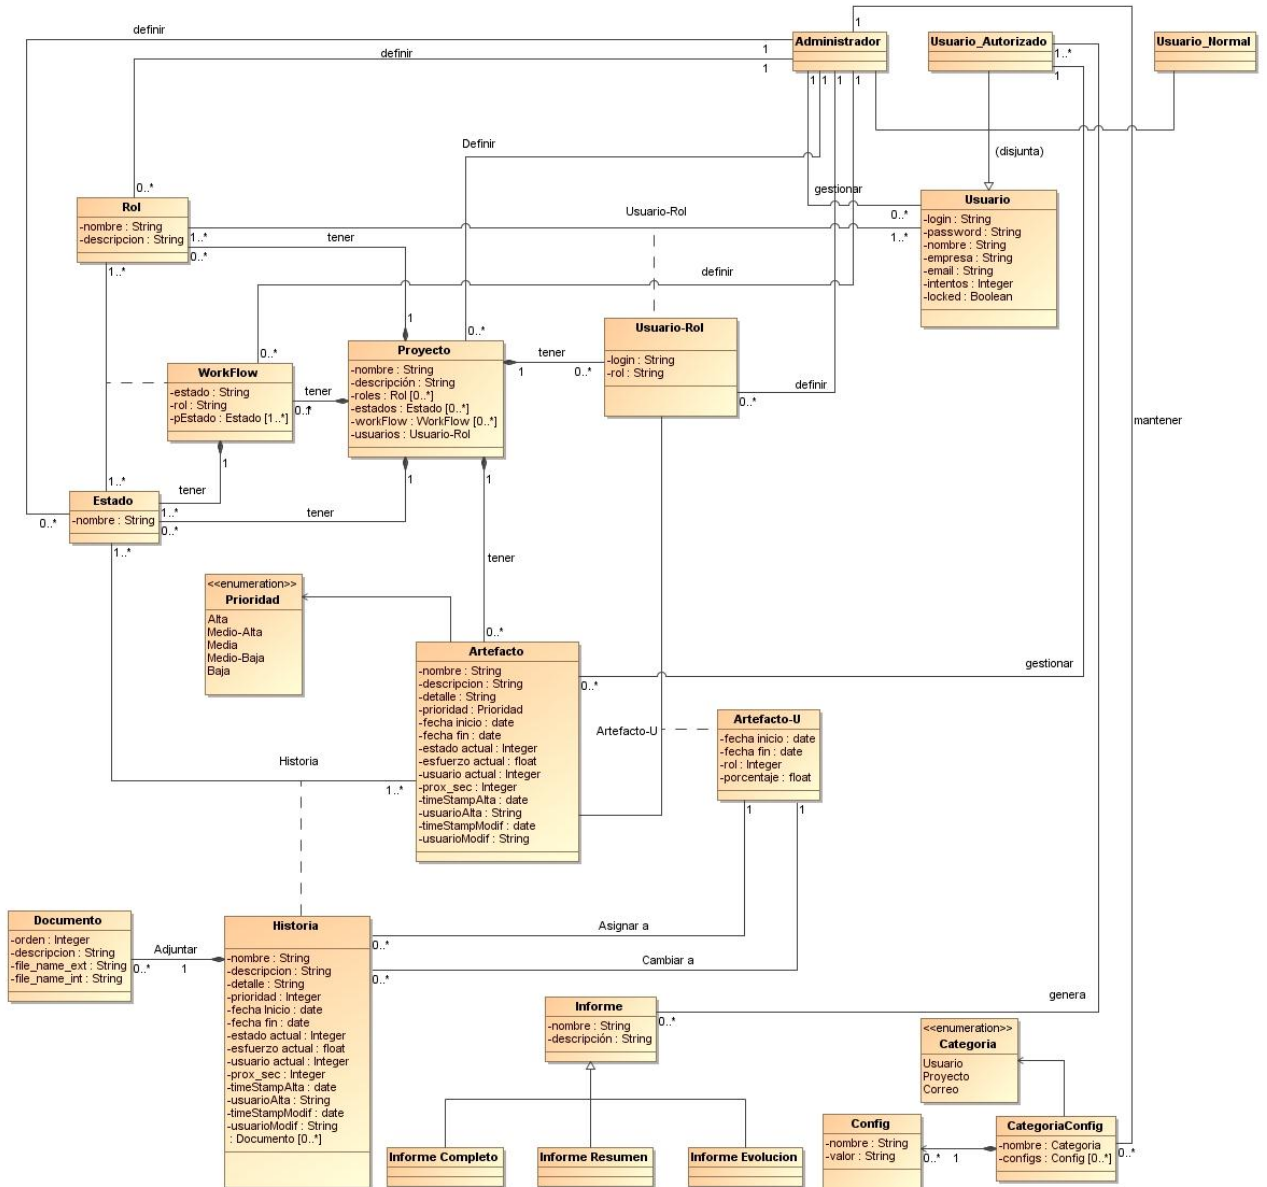 definir
1
Administrador
Usuario_Autorizado
Usuario_Normal
definir
1
1
1..*
1
1
1
1
1
Definir
(disjunta)
gestionar
0..*
Rol
-nombre : String
-descripcion : String
1..*
0..*
1..*
tener
Usuario-Rol
0..*
1..*
Usuario
-login : String
-password : String
-nombre : String
-empresa : String
-email : String
-intentos : Integer
-locked : Boolean
definir
1
0..*
0..*
WorkFlow
-estado : String
-rol : String
-pEstado : Estado [1..*]
tener
0..*
1
1
Proyecto
-nombre : String
-descripción : String
-roles : Rol [0..*]
-estados : Estado [0..*]
-workFlow : WorkFlow [0..*]
-usuarios : Usuario-Rol
tener
1
0..*
Usuario-Rol
-login : String
-rol : String
definir
0..*
mantener
1..*
tener
1
1
Estado
-nombre : String
0..*
1..*
0..*
1..*
tener
tener
<<enumeration>>
Prioridad
Alta
Medio-Alta
Media
Medio-Baja
Baja
0..*
Artefacto
-nombre : String
-descripcion : String
-detalle : String
-prioridad : Prioridad
-fecha inicio : date
-fecha fin : date
-estado actual : Integer
-esfuerzo actual : float
-usuario actual : Integer
-prox_sec : Integer
-timeStampAlta : date
-usuarioAlta : String
-timeStampModif : date
-usuarioModif : String
0..*
gestionar
Artefacto-U
Artefacto-U
-fecha inicio : date
-fecha fin : date
-rol : Integer
-porcentaje : float
1
1
Historia
1..*
Documento
-orden : Integer
-descripcion : String
-file_name_ext : String
-file_name_int : String
Adjuntar
0..*
1
Historia
-nombre : String
-descripcion : String
-detalle : String
-prioridad : Integer
-fecha Inicio : date
-fecha fin : date
-estado actual : Integer
-esfuerzo actual : float
-usuario actual : Integer
-prox_sec : Integer
-timeStampAlta : date
-usuarioAlta : String
-timeStampModif : date
-usuarioModif : String
: Documento [0..*]
Asignar a
0..*
Cambiar a
0..*
Informe
-nombre : String
-descripción : String
0..*
genera
Informe Completo
Informe Resumen
Informe Evolucion
<<enumeration>>
Categoria
Usuario
Proyecto
Correo
Config
-nombre : String
-valor : String
0..*
1
CategoriaConfig
-nombre : Categoria
-configs : Config [0..*]
0..*